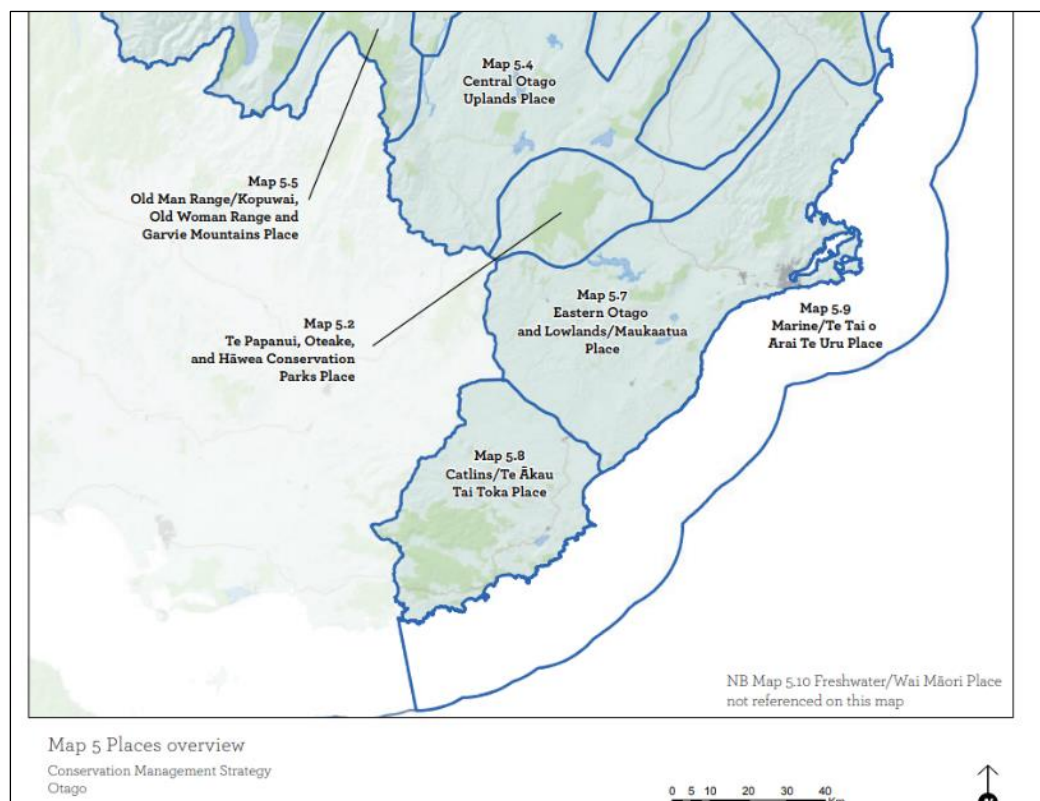 Map 5.4
Central Otago
Uplands Place
Map 5.5
Old Man Range/Kopuwai,
Old Woman Range and
Garvie Mountains Place
Map 5.7
Eastern Otago
and Lowlands/Maukaatua
Place
Map 5.9
Marine/Te Tai o
Arai Te Uru Place
Map 5.2
Te Papanui, Oteake,
and Hāwea Conservation
Parks Place
Map 5.8
Catlins/Te Ākau
Tai Toka Place
NB Map 5.10 Freshwater/Wai Māori Place
not referenced on this map
Map 5 Places overview
Conservation Management Strategy
Otago
0 5 10 20 30 40
Km
N